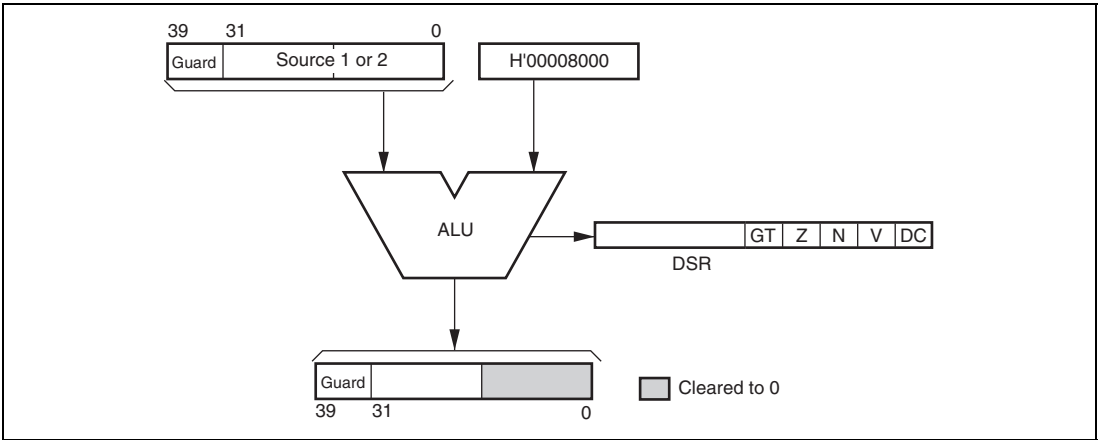 39 31 0
Guard Source 1 or 2 H'00008000
ALU
GT Z N V DC
DSR
Guard
Cleared to 0
39 31 0